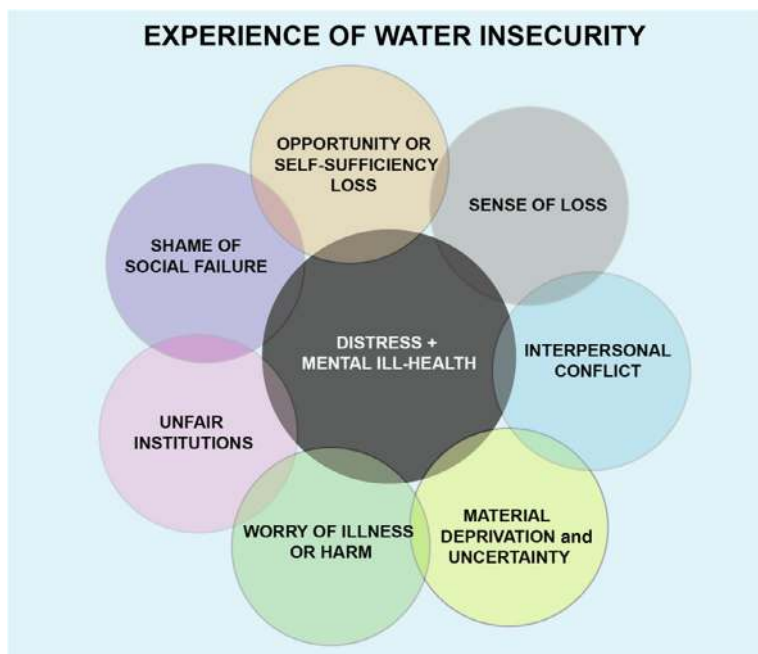 EXPERIENCE OF WATER INSECURITY
OPPORTUNITY OR
SELF-SUFFICIENCY
LOSS
SENSE OF LOSS
SHAME OF
SOCIAL FAILURE
DISTRESS +
MENTAL ILL-HEALTH
INTERPERSONAL
CONFLICT
UNFAIR
INSTITUTIONS
WORRY OF ILLNESS
OR HARM
MATERIAL
DEPRIVATION and
UNCERTAINTY